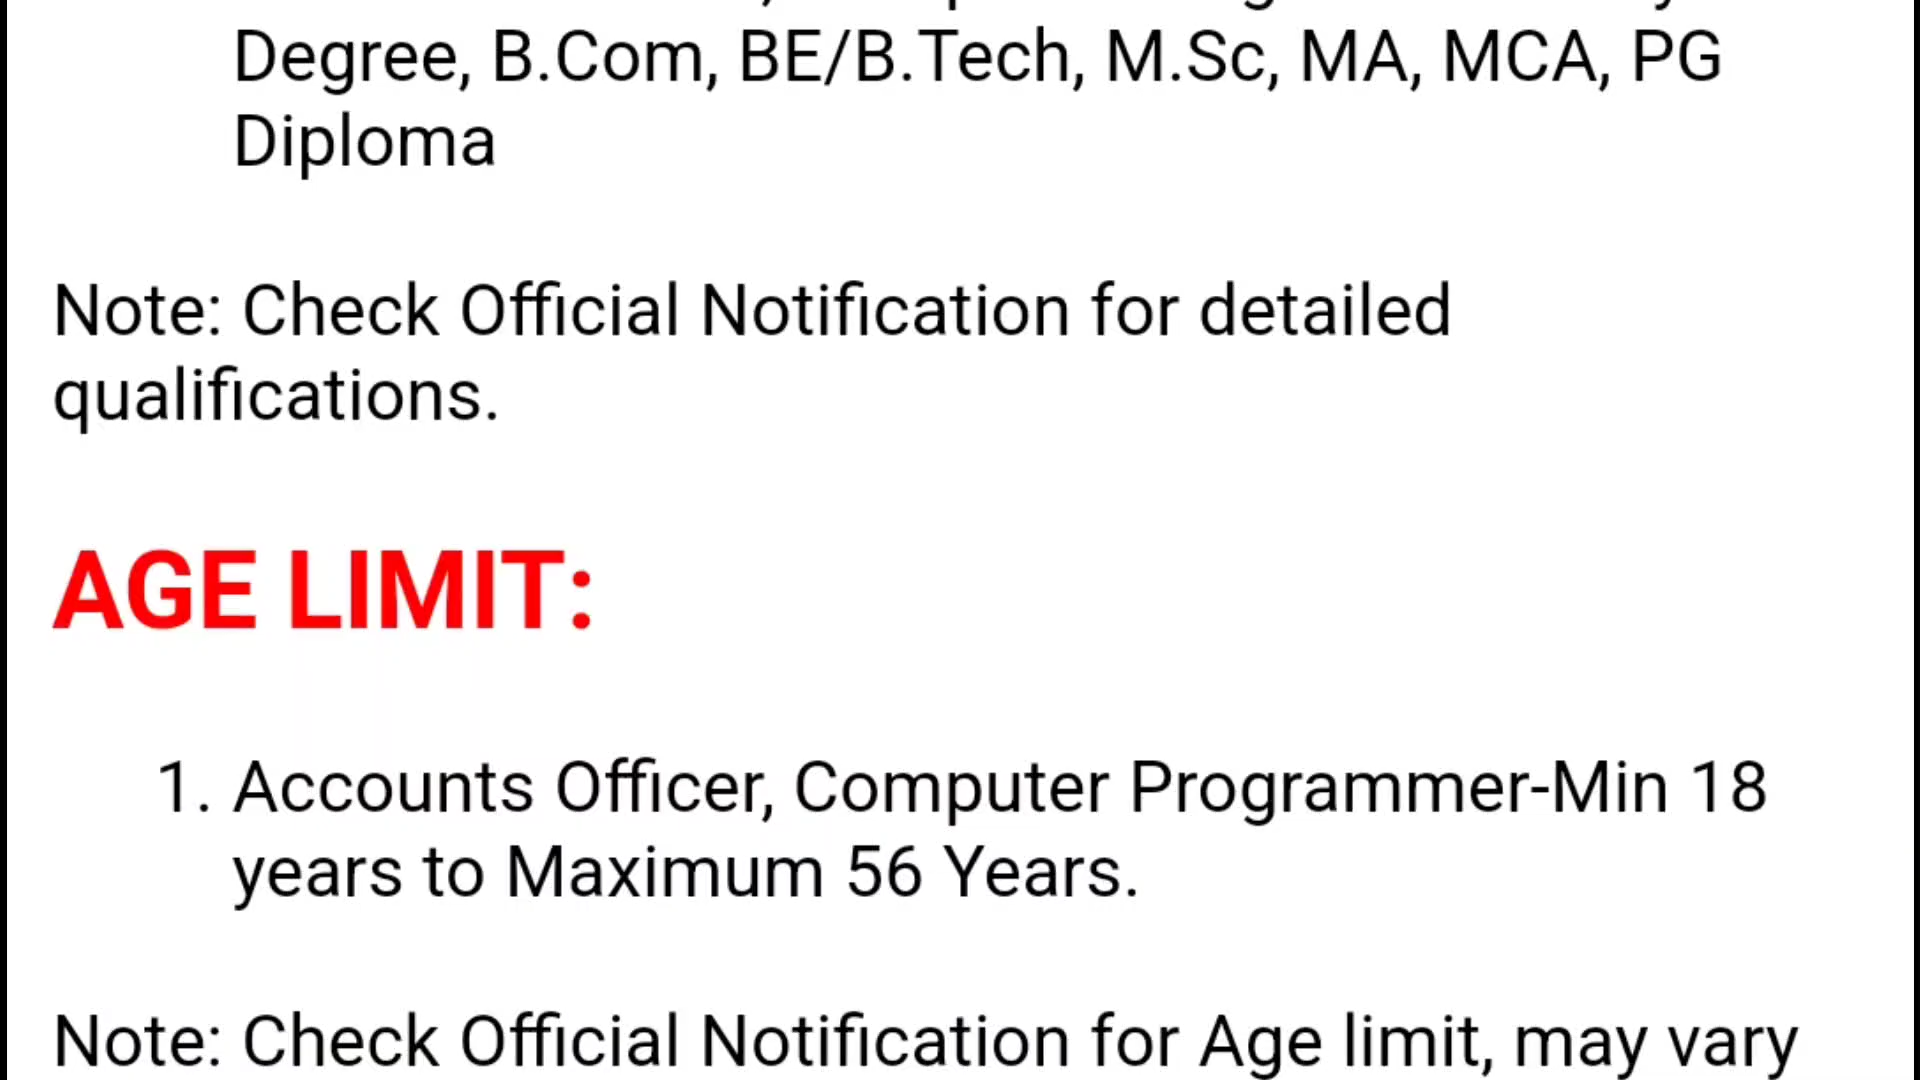 Degree, B.Com, BE/B.Tech, M.Sc, MA, MCA, PG
Diploma
Note: Check Official Notification for detailed
qualifications.
AGE LIMIT:
1. Accounts Officer, Computer Programmer-Min 18
years to Maximum 56 Years.
Note: Check Official Notification for Age limit, may vary